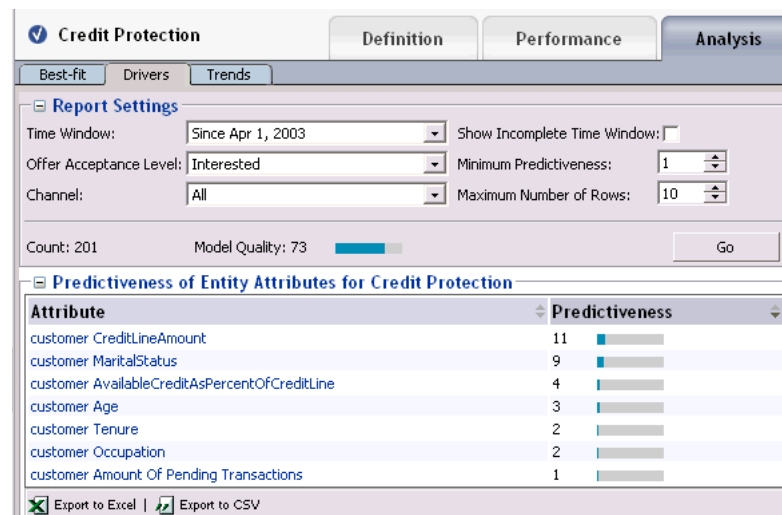 Credit Protection Definition Performance Analysis
Best-fit Drivers Trends
Report Settings
Time Window: Since Apr 1, 2003 Show Incomplete Time Window:
Offer Acceptance Level: Interested Minimum Predictiveness: 1
Channel: All Maximum Number of Rows: 10
Count: 201 Model Quality: 73 Go
Predictiveness of Entity Attributes for Credit Protection
Attribute Predictiveness
customer CreditLineAmount 11
customer MaritalStatus 9
customer AvailableCreditAsPercentOfCreditLine 4
customer Age 3
customer Tenure 2
customer Occupation 2
customer Amount Of Pending Transactions 1
Export to Excel | Export to CSV